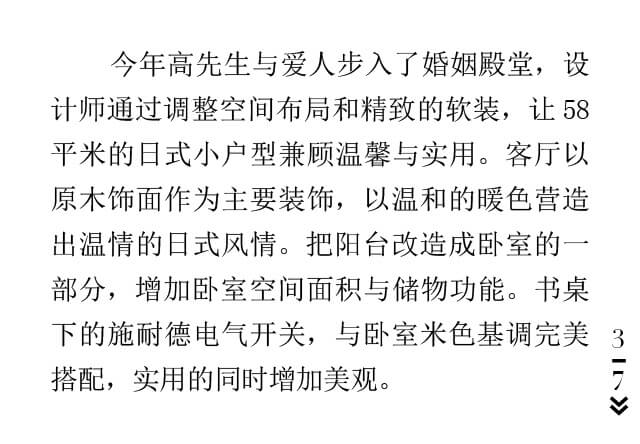 今年高先生与爱人步入了婚姻殿堂，设
计师通过调整空间布局和精致的软装，让 58
平米的日式小户型兼顾温馨与实用。客厅以
原木饰面作为主要装饰，以温和的暖色营造
出温情的日式风情。把阳台改造成卧室的一
部分，增加卧室空间面积与储物功能。书桌
下的施耐德电气开关，与卧室米色基调完美
搭配，实用的同时增加美观。
3
7